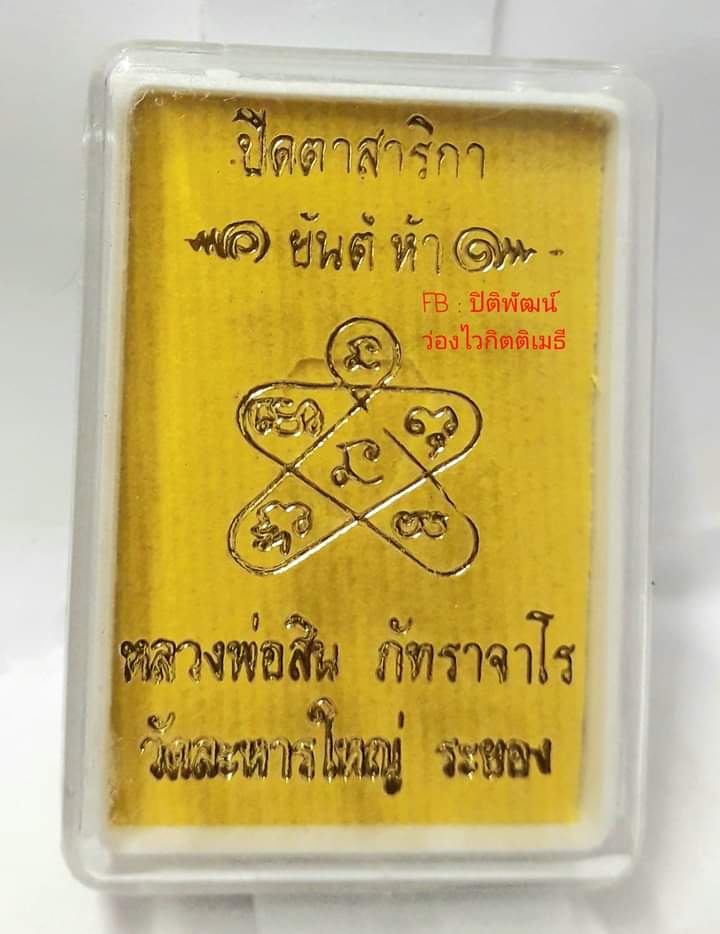 ปิดตาสาริกา
ยันต์ ห้า
FB : ปิติพัฒน์
ว่องไวกิตติเมธี
หลวงพ่อสิน ภัทราจาโร
วัดละหารใหญ่ ระยอง